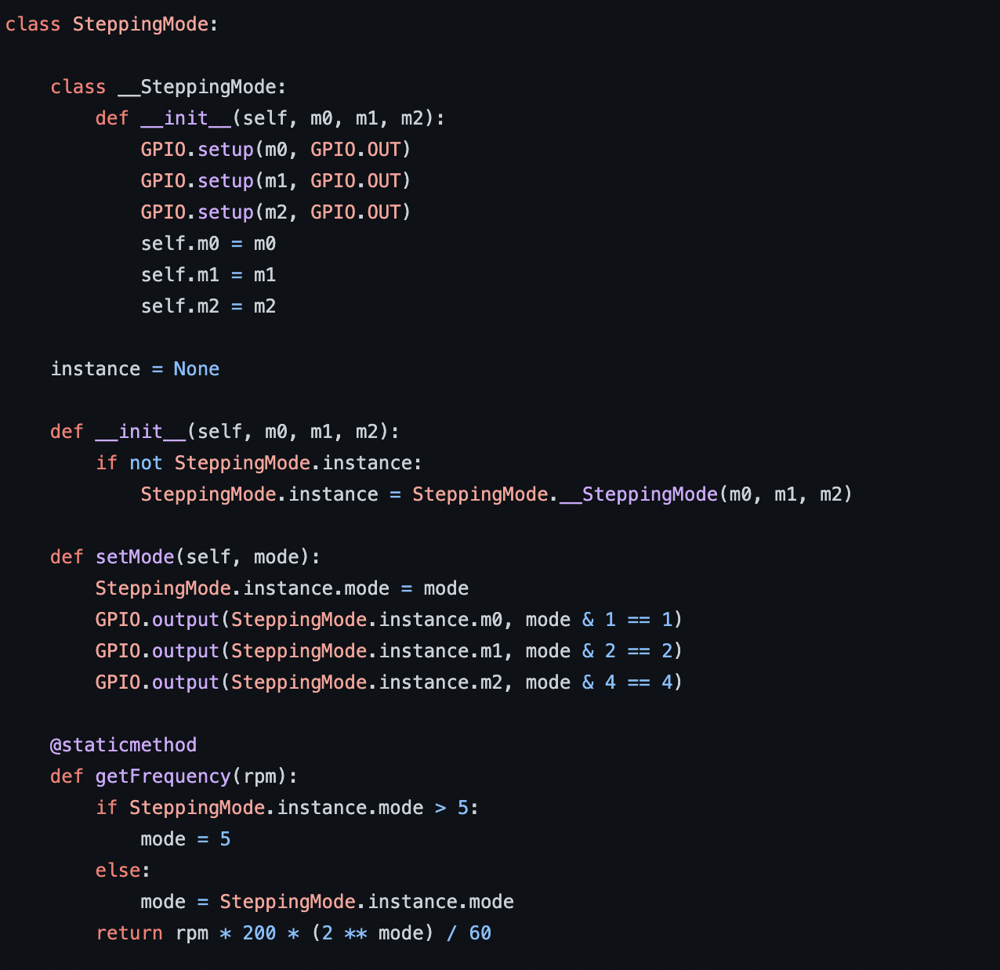 class SteppingMode:

    class __SteppingMode:
        def __init__(self, m0, m1, m2):
            GPIO.setup(m0, GPIO.OUT)
            GPIO.setup(m1, GPIO.OUT)
            GPIO.setup(m2, GPIO.OUT)
            self.m0 = m0
            self.m1 = m1
            self.m2 = m2

    instance = None

    def __init__(self, m0, m1, m2):
        if not SteppingMode.instance:
            SteppingMode.instance = SteppingMode.__SteppingMode(m0, m1, m2)

    def setMode(self, mode):
        SteppingMode.instance.mode = mode
        GPIO.output(SteppingMode.instance.m0, mode & 1 == 1)
        GPIO.output(SteppingMode.instance.m1, mode & 2 == 2)
        GPIO.output(SteppingMode.instance.m2, mode & 4 == 4)

    @staticmethod
    def getFrequency(rpm):
        if SteppingMode.instance.mode > 5:
            mode = 5
        else:
            mode = SteppingMode.instance.mode
        return rpm * 200 * (2 ** mode) / 60